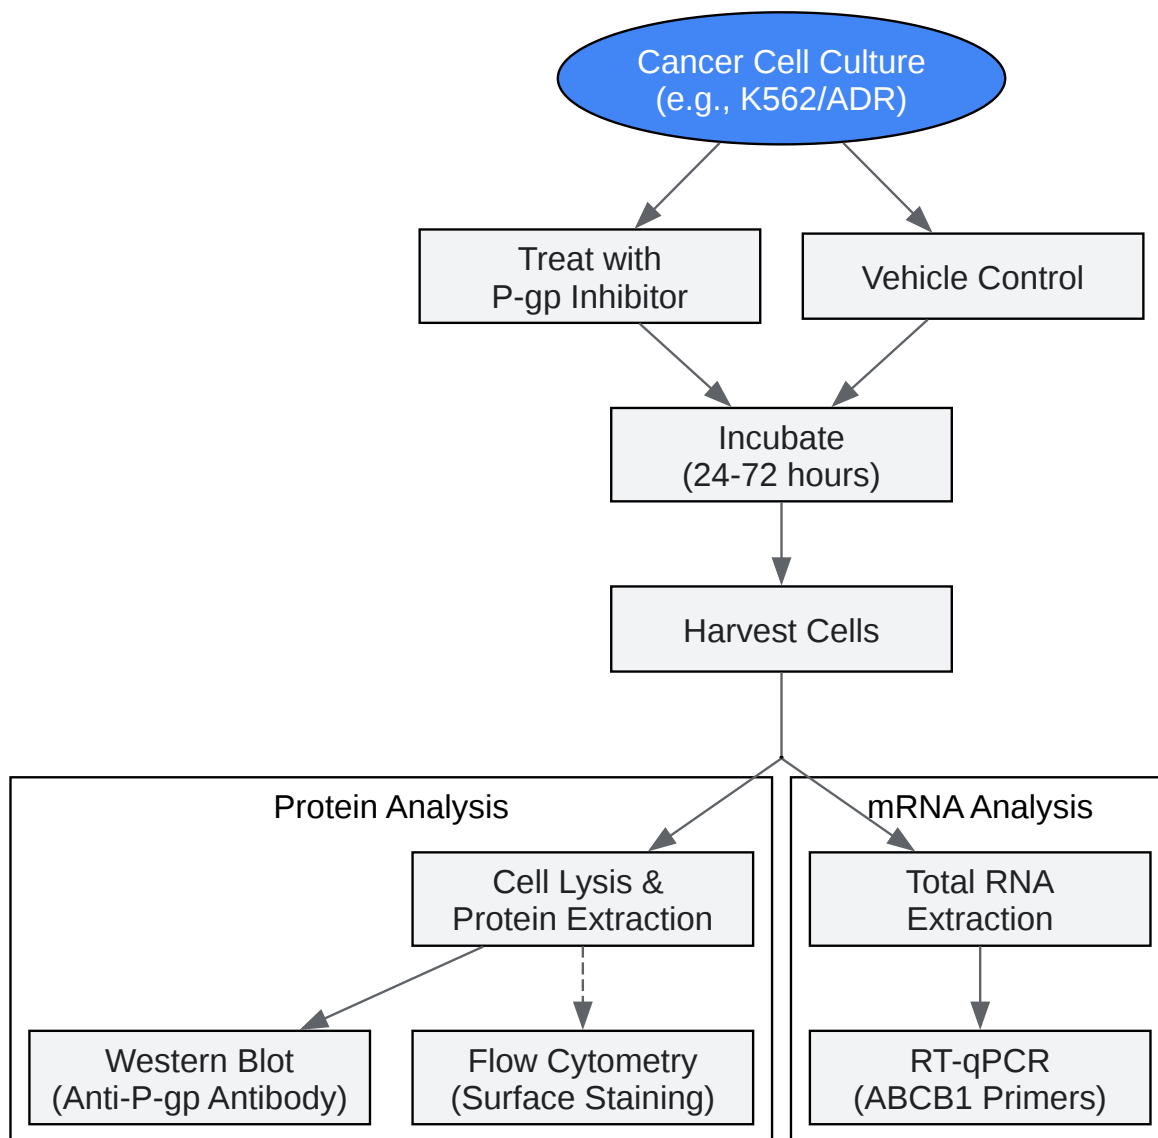 Cancer Cell Culture
(e.g., K562/ADR)
Treat with
P-gp Inhibitor
Vehicle Control
Incubate
(24-72 hours)
Harvest Cells
Protein Analysis
mRNA Analysis
Cell Lysis &
Protein Extraction
Total RNA
Extraction
Western Blot
(Anti-P-gp Antibody)
Flow Cytometry
(Surface Staining)
RT-qPCR
(ABCB1 Primers)